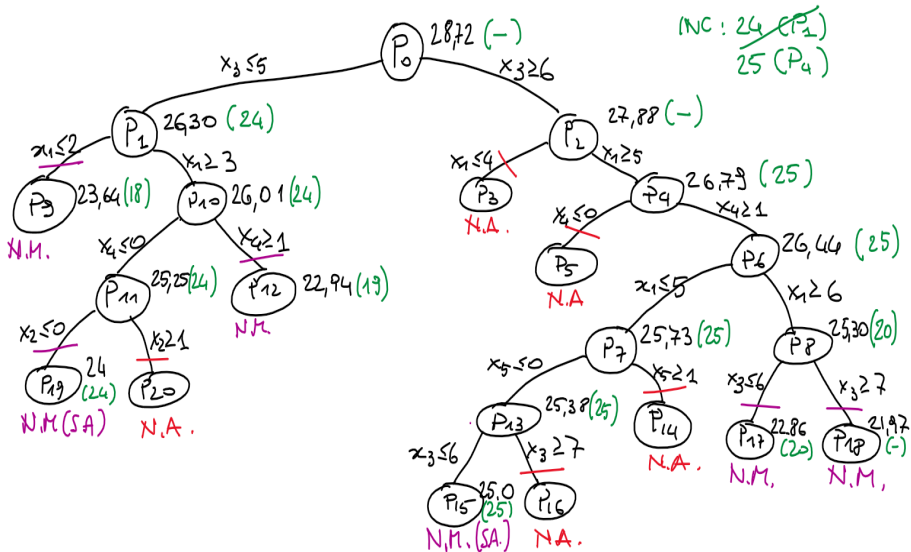 INC: 24 (P1)
25 (P4)
P0 28,72 (-)
x3≤5
x3≥6
P1 26,30 (24)
P2 27,88 (-)
x1≤2
x1≥3
x1≤4
x1≥5
P9 23,64 (18)
N.M.
P10 26,01 (24)
P3
N.A.
P4 26,79 (25)
x4≤0
x4≥1
x4≤0
x4≥1
P11 25,25 (24)
P12 22,94 (19)
N.M.
P5
N.A
P6 26,44 (25)
x2≤0
x2≥1
x1≤5
x1≥6
P19 24
(24)
N.M (SA)
P20
N.A.
P7 25,73 (25)
P8 25,30 (20)
x5≤0
x5≥1
x3≤6
x3≥7
P13 25,38 (25)
P14
N.A.
P17 22,86
(20)
N.M.
P18 21,97
(-)
N.M.
x3≤6
x3≥7
P15 25,0
(25)
N.M. (SA.)
P16
N.A.